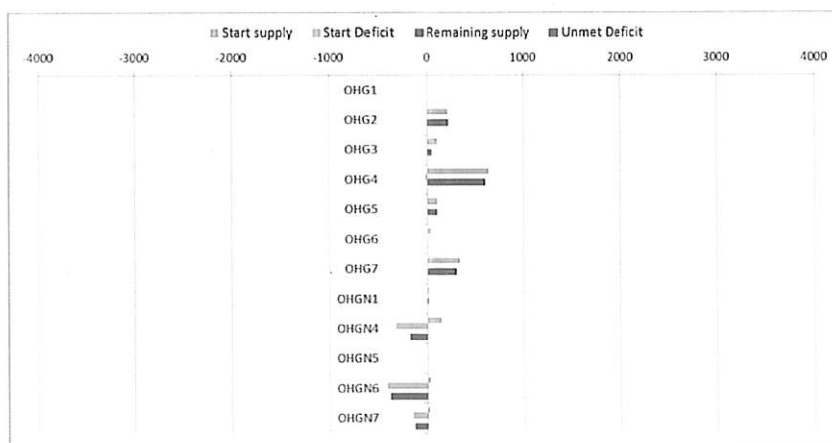 Start supply Start Deficit Remaining supply Unmet Deficit
-4000 -3000 -2000 -1000 0 1000 2000 3000 4000
OHG1
OHG2
OHG3
OHG4
OHG5
OHG6
OHG7
OHGN1
OHGN4
OHGN5
OHGN6
OHGN7